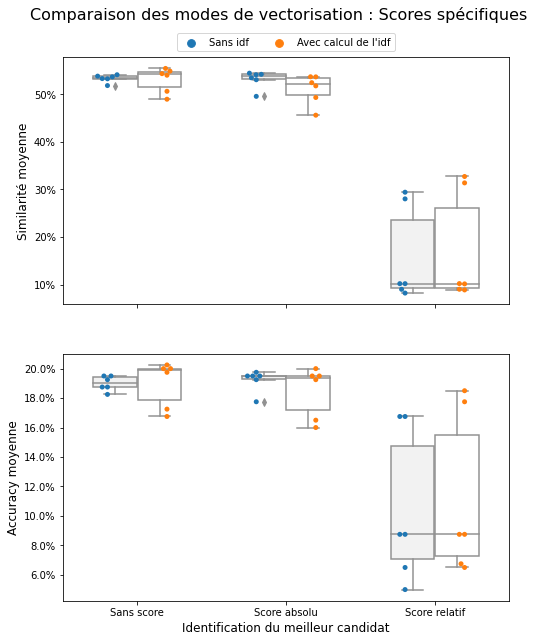 Comparaison des modes de vectorisation : Scores spécifiques
Sans idf Avec calcul de l'idf
Similarité moyenne
50%
40%
30%
20%
10%
Accuracy moyenne
20.0%
18.0%
16.0%
14.0%
12.0%
10.0%
8.0%
6.0%
Sans score Score absolu Score relatif
Identification du meilleur candidat